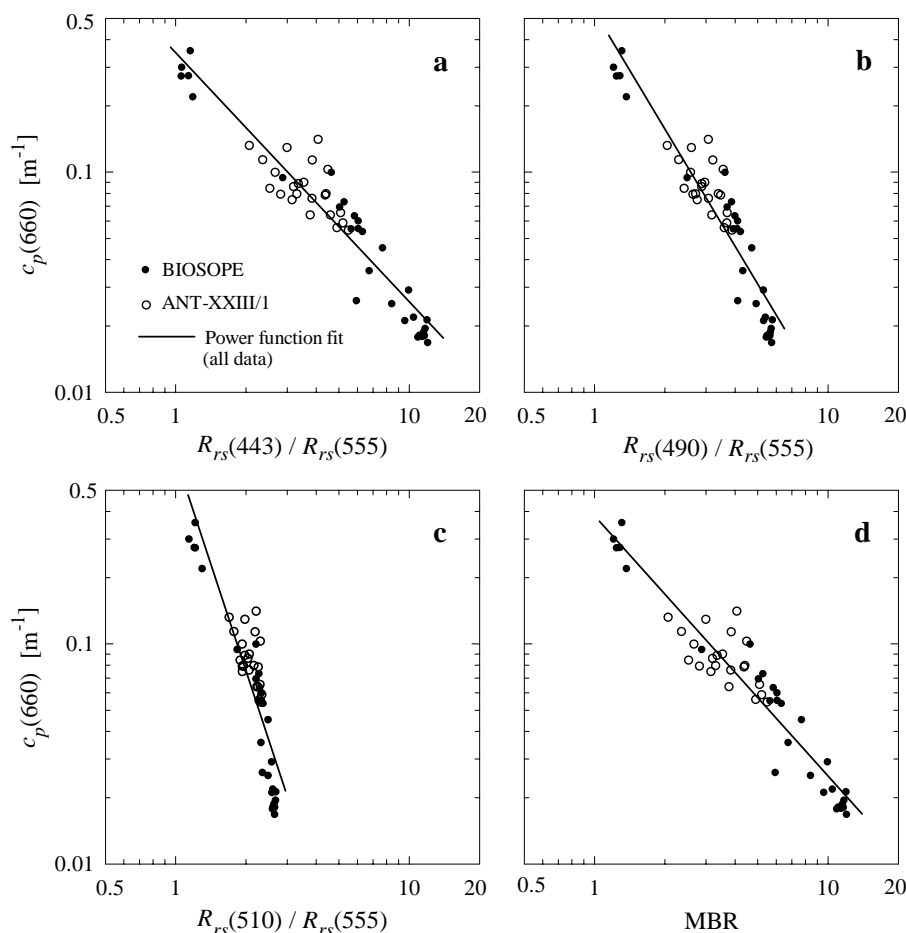 0.5
a
0.1
c_p(660) [m⁻¹]
BIOSOPE
ANT-XXIII/1
Power function fit
(all data)
0.01
0.5 1 10 20
R_rs(443) / R_rs(555)
b
0.5 1 10 20
R_rs(490) / R_rs(555)
0.5
c
0.1
c_p(660) [m⁻¹]
0.01
0.5 1 10 20
R_rs(510) / R_rs(555)
d
0.5 1 10 20
MBR